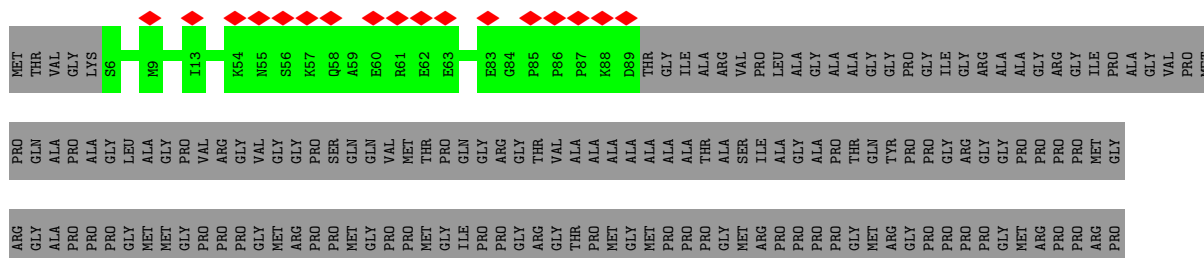 MET THR VAL GLY LYS S6 M9 I13 K54 N55 S56 K57 Q58 A59 E60 R61 E62 E63 E83 G84 P85 P86 P87 K88 D89 THR GLY ILE ALA ARG VAL PRO LEU ALA GLY ALA ALA GLY GLY PRO GLY ILE GLY ARG ALA ALA GLY ARG GLY ILE PRO ALA GLY VAL PRO MET
PRO GLN ALA PRO ALA GLY LEU ALA GLY PRO VAL ARG GLY VAL GLY GLY PRO SER GLN GLN VAL MET THR PRO GLN GLY ARG GLY THR VAL ALA ALA ALA ALA ALA ALA ALA THR ALA SER ILE ALA GLY ALA PRO THR GLN TYR PRO PRO GLY ARG GLY GLY PRO PRO PRO PRO MET GLY
ARG GLY ALA PRO PRO PRO GLY MET MET GLY PRO PRO PRO GLY MET ARG PRO PRO MET GLY PRO PRO MET GLY ILE PRO PRO GLY ARG GLY THR PRO MET GLY MET PRO PRO PRO GLY MET ARG PRO PRO PRO PRO GLY MET ARG GLY PRO PRO PRO PRO GLY MET ARG PRO PRO ARG PRO